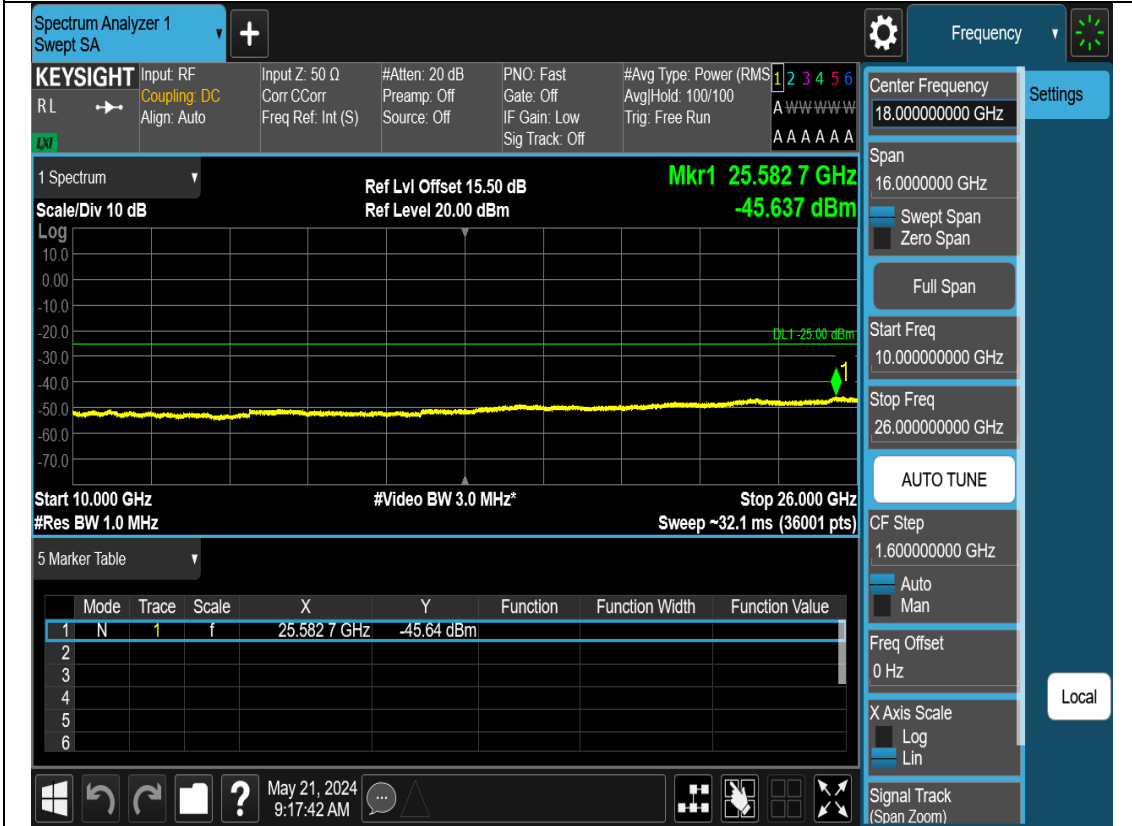 Spectrum Analyzer 1
Swept SA
+
Frequency
KEYSIGHT
RL
LXI
Input: RF
Coupling: DC
Align: Auto
Input Z: 50 Ω
Corr CCorr
Freq Ref: Int (S)
#Atten: 20 dB
Preamp: Off
Source: Off
PNO: Fast
Gate: Off
IF Gain: Low
Sig Track: Off
#Avg Type: Power (RMS
Avg|Hold: 100/100
Trig: Free Run
1 2 3 4 5 6
A W W W W W
A A A A A A
1 Spectrum
Scale/Div 10 dB
Ref Lvl Offset 15.50 dB
Ref Level 20.00 dBm
Mkr1 25.582 7 GHz
-45.637 dBm
Log
10.0
0.00
-10.0
-20.0
-30.0
-40.0
-50.0
-60.0
-70.0
DL1 -25.00 dBm
1
Start 10.000 GHz
#Video BW 3.0 MHz*
Stop 26.000 GHz
#Res BW 1.0 MHz
Sweep ~32.1 ms (36001 pts)
5 Marker Table
Mode Trace Scale X Y Function Function Width Function Value
1 N 1 f 25.582 7 GHz -45.64 dBm
2
3
4
5
6
?
May 21, 2024
9:17:42 AM
Center Frequency
18.000000000 GHz
Span
16.0000000 GHz
Swept Span
Zero Span
Full Span
Start Freq
10.000000000 GHz
Stop Freq
26.000000000 GHz
AUTO TUNE
CF Step
1.600000000 GHz
Auto
Man
Freq Offset
0 Hz
X Axis Scale
Log
Lin
Signal Track
(Span Zoom)
Settings
Local